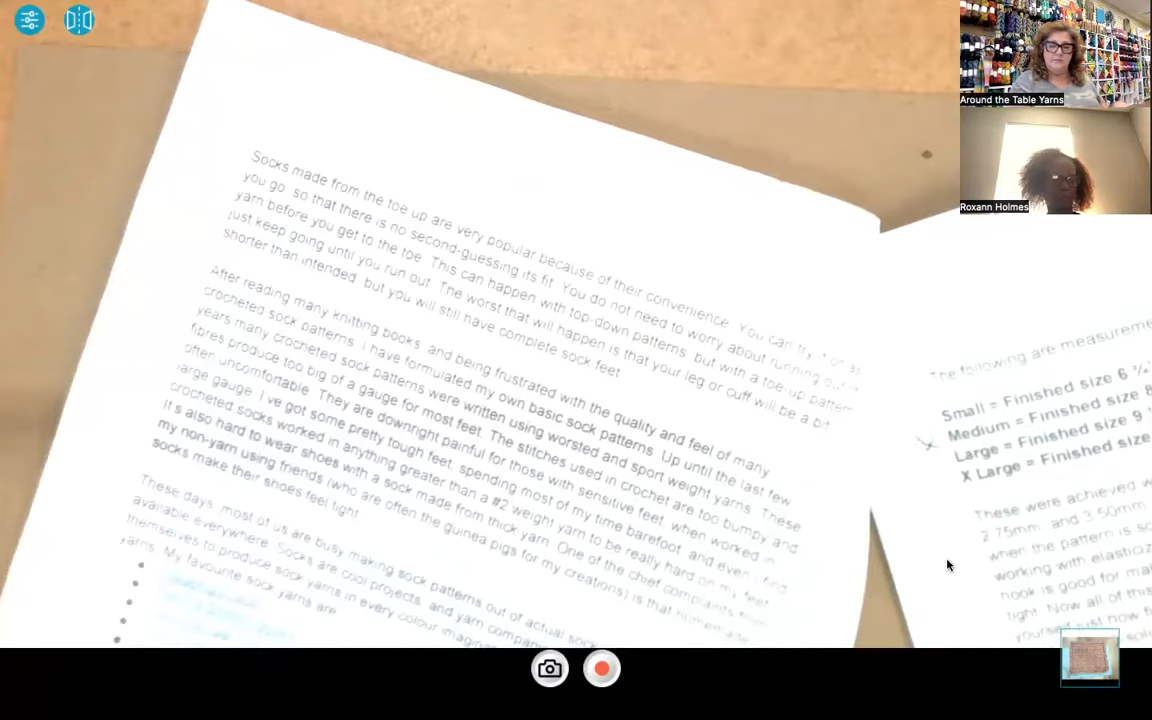 Around the Table Yarns
Roxann Holmes
Socks made from the toe up are very popular because of their convenience. You can try as
you go so that there is no second-guessing its fit. You do not need to worry about running out of
yarn before you get to the toe. This can happen with top-down patterns, but with a toe-up pattern
just keep going until you run out. The worst that will happen is that your leg or cuff will be a bit
shorter than intended, but you will still have complete sock feet.
After reading many knitting books, and being frustrated with the quality and feel of many
crocheted sock patterns, I have formulated my own basic sock patterns. Up until the last few
years many crocheted sock patterns were written using worsted and sport weight yarns. These
fibres produce too big of a gauge for most feet. The stitches used in crochet are too bumpy and
often uncomfortable. They are downright painful for those with sensitive feet, when worked in
large gauge. I've got some pretty tough feet, spending most of my time barefoot, and even I find
crocheted socks worked in anything greater than a #2 weight yarn to be really hard on my feet.
It's also hard to wear shoes with a sock made from thick yarn. One of the chief complaints from
my non-yarn using friends (who are often the guinea pigs for my creations) is that homemade
socks make their shoes feel tight.
These days, most of us are busy making sock patterns out of actual sock
available everywhere. Socks are cool projects, and yarn
themselves to produce sock yarns in every colour
yarns. My favourite sock yarns are
The following are
Small = Finished size 6 ½
Medium = Finished size 8
Large = Finished size 9
X Large = Finished size
These were achieved
2.75mm, and 3.50mm
when the pattern is
working with
hook is good for
tight. Now all of this
yourself just how